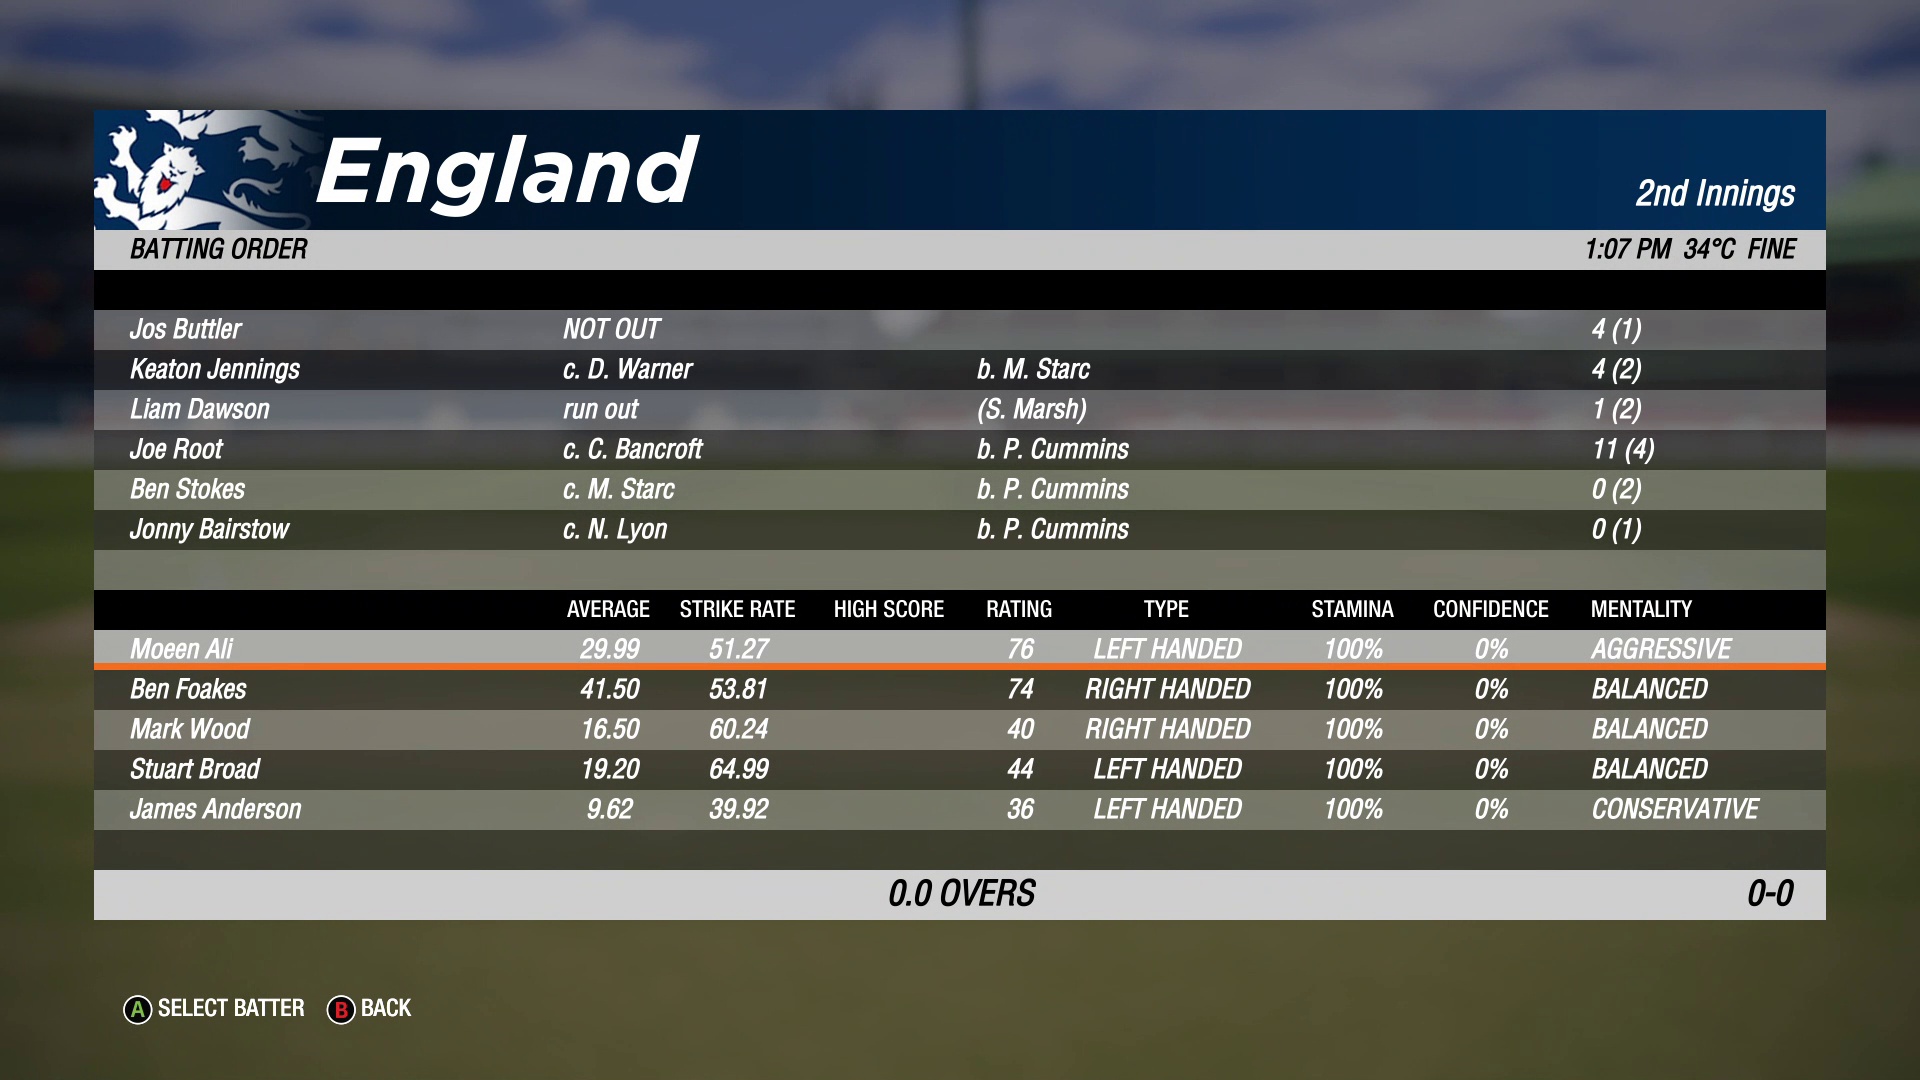 England
2nd Innings
BATTING ORDER 1:07 PM 34°C FINE
Jos Buttler NOT OUT 4 (1)
Keaton Jennings c. D. Warner b. M. Starc 4 (2)
Liam Dawson run out (S. Marsh) 1 (2)
Joe Root c. C. Bancroft b. P. Cummins 11 (4)
Ben Stokes c. M. Starc b. P. Cummins 0 (2)
Jonny Bairstow c. N. Lyon b. P. Cummins 0 (1)
AVERAGE STRIKE RATE HIGH SCORE RATING TYPE STAMINA CONFIDENCE MENTALITY
Moeen Ali 29.99 51.27 76 LEFT HANDED 100% 0% AGGRESSIVE
Ben Foakes 41.50 53.81 74 RIGHT HANDED 100% 0% BALANCED
Mark Wood 16.50 60.24 40 RIGHT HANDED 100% 0% BALANCED
Stuart Broad 19.20 64.99 44 LEFT HANDED 100% 0% BALANCED
James Anderson 9.62 39.92 36 LEFT HANDED 100% 0% CONSERVATIVE
0.0 OVERS 0-0
A SELECT BATTER B BACK